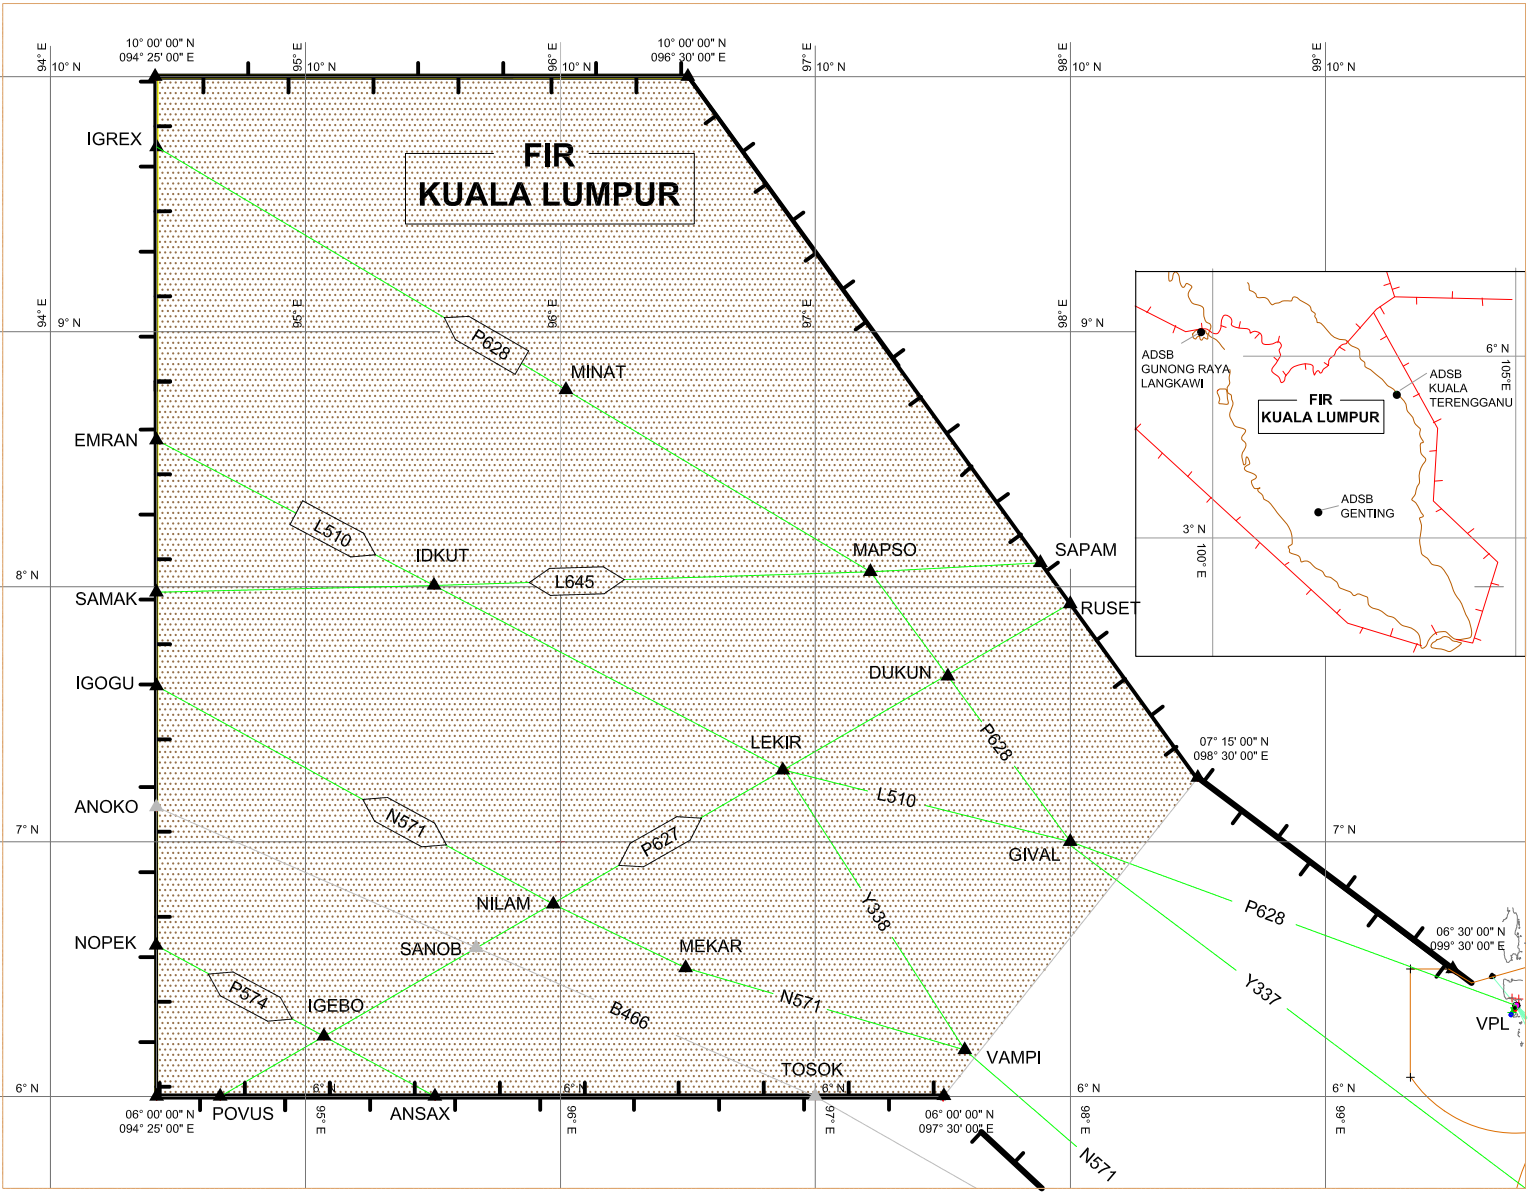 94° E
10° N
10° 00' 00" N
094° 25' 00" E
95° E
10° N
96° E
10° N
10° 00' 00" N
096° 30' 00" E
97° E
10° N
98° E
10° N
99° E
10° N
IGREX
FIR
KUALA LUMPUR
94° E
9° N
95° E
96° E
97° E
98° E
9° N
P628
MINAT
EMRAN
L510
IDKUT
MAPSO
SAPAM
L645
8° N
SAMAK
RUSET
IGOGU
DUKUN
LEKIR
P628
07° 15' 00" N
098° 30' 00" E
ANOKO
L510
7° N
N571
P627
GIVAL
7° N
NILAM
Y338
P628
NOPEK
SANOB
MEKAR
06° 30' 00" N
099° 30' 00" E
P574
IGEBO
N571
Y337
B466
VPL
VAMPI
TOSOK
6° N
6° N
6° N
6° N
6° N
6° N
06° 00' 00" N
094° 25' 00" E
POVUS
95° E
ANSAX
96° E
97° E
06° 00' 00" N
097° 30' 00" E
98° E
99° E
N571
ADSB
GUNONG RAYA
LANGKAWI
6° N
105°E
ADSB
KUALA
TERENGGANU
FIR
KUALA LUMPUR
ADSB
GENTING
3° N
100° E